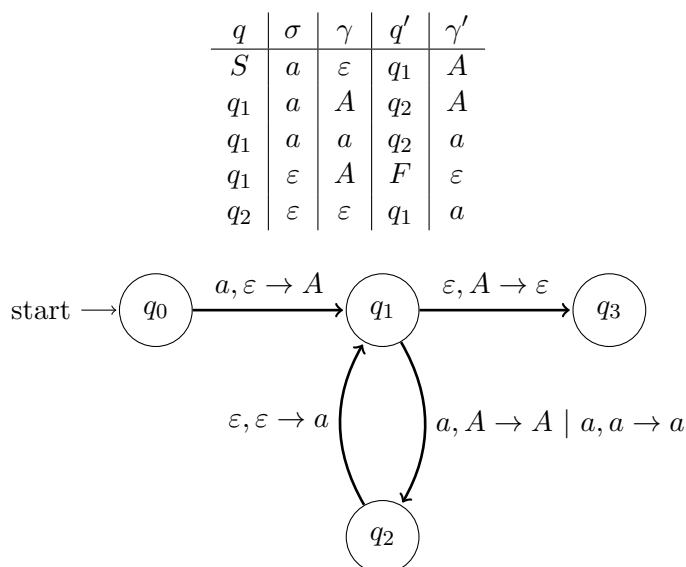 q σ γ q′ γ′
S a ε q₁ A
q₁ a A q₂ A
q₁ a a q₂ a
q₁ ε A F ε
q₂ ε ε q₁ a
a, ε → A ε, A → ε
start q₀ q₁ q₃
ε, ε → a a, A → A | a, a → a
q₂